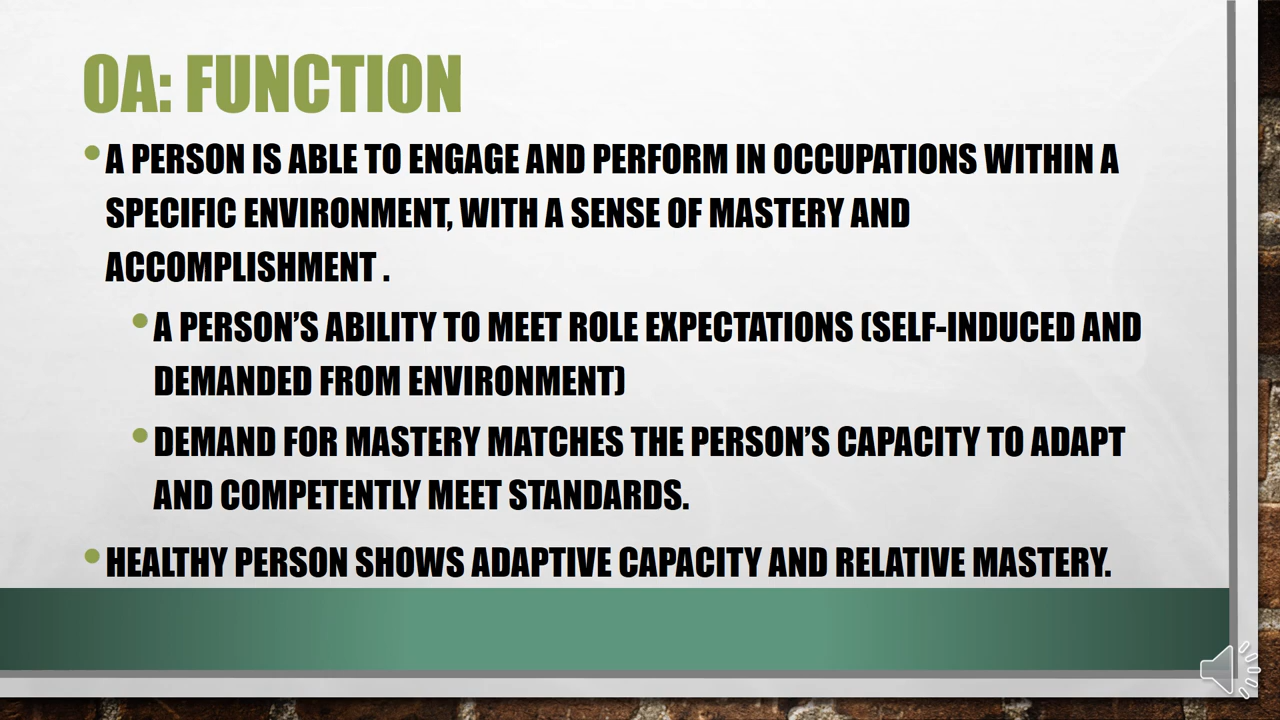 OA: FUNCTION
• A PERSON IS ABLE TO ENGAGE AND PERFORM IN OCCUPATIONS WITHIN A
SPECIFIC ENVIRONMENT, WITH A SENSE OF MASTERY AND
ACCOMPLISHMENT .
• A PERSON’S ABILITY TO MEET ROLE EXPECTATIONS (SELF-INDUCED AND
DEMANDED FROM ENVIRONMENT)
• DEMAND FOR MASTERY MATCHES THE PERSON’S CAPACITY TO ADAPT
AND COMPETENTLY MEET STANDARDS.
• HEALTHY PERSON SHOWS ADAPTIVE CAPACITY AND RELATIVE MASTERY.